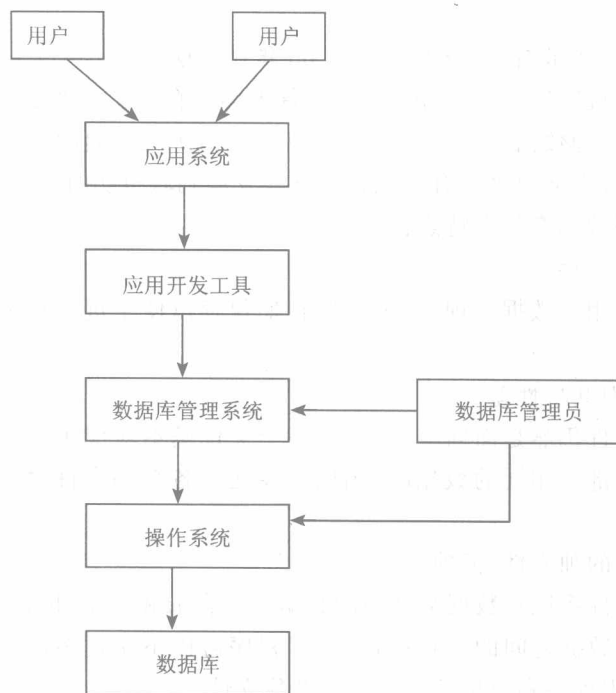 用户
用户
应用系统
应用开发工具
数据库管理系统
数据库管理员
操作系统
数据库